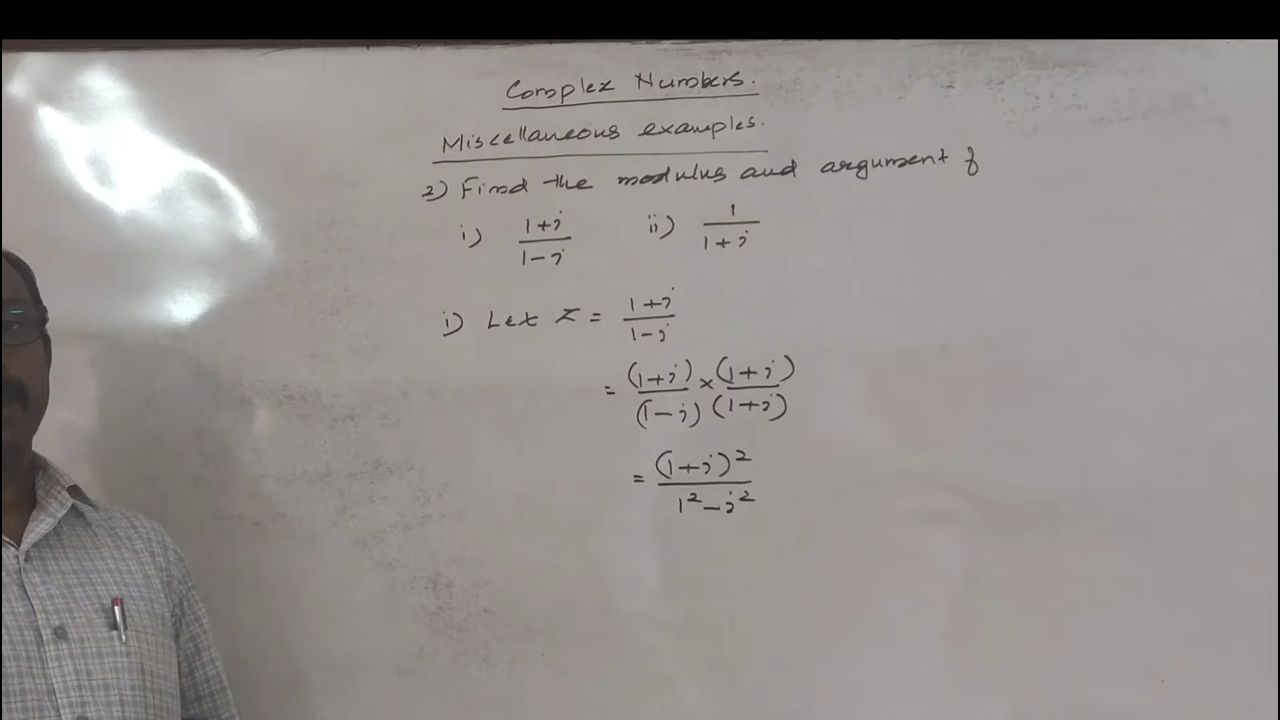 Complex Numbers.
Miscellaneous examples.
2) Find the modulus and argument of
i) (1+i)/(1-i) ii) 1/(1+i)
i) Let z = (1+i)/(1-i)
= (1+i)/(1-i) × (1+i)/(1+i)
= (1+i)²/(1²-i²)